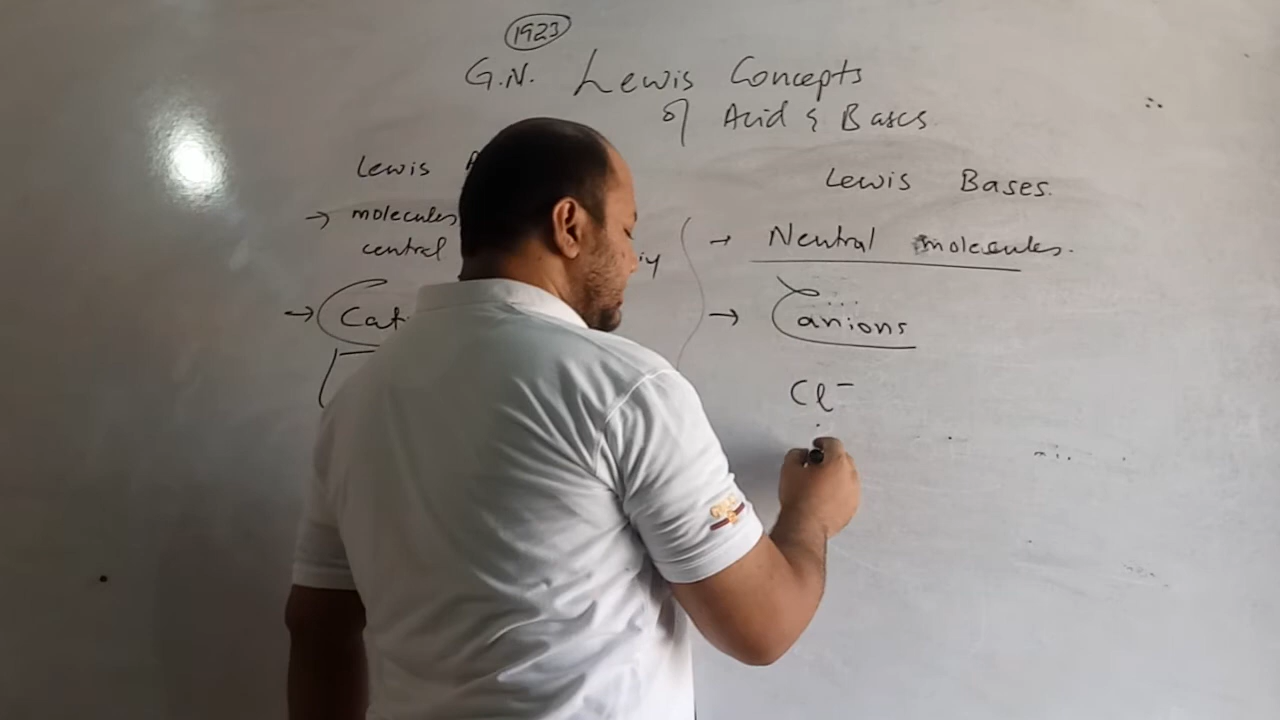 1923
G.N. Lewis Concepts
of Acid & Bases
Lewis
→ molecules
central
→ Cat
Lewis Bases.
→ Neutral molecules.
→ anions
Cl⁻